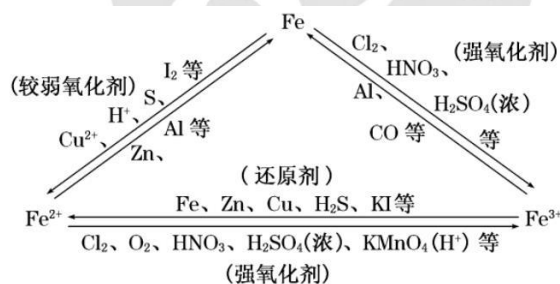 Fe
Cl₂、
HNO₃、
(强氧化剂)
H₂SO₄(浓)
等
Al、
CO 等
(较弱氧化剂)
I₂ 等
S、
H⁺、
Cu²⁺、
Al 等
Zn、
(还原剂)
Fe、Zn、Cu、H₂S、KI等
Fe²⁺
Fe³⁺
Cl₂、O₂、HNO₃、H₂SO₄(浓)、KMnO₄(H⁺) 等
(强氧化剂)